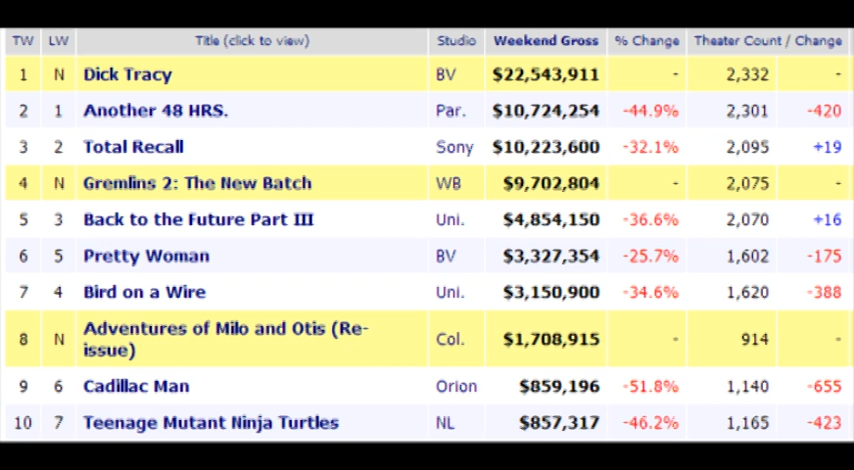 TW LW Title (click to view) Studio Weekend Gross % Change Theater Count / Change
1 N Dick Tracy BV $22,543,911 - 2,332 -
2 1 Another 48 HRS. Par. $10,724,254 -44.9% 2,301 -420
3 2 Total Recall Sony $10,223,600 -32.1% 2,095 +19
4 N Gremlins 2: The New Batch WB $9,702,804 - 2,075 -
5 3 Back to the Future Part III Uni. $4,854,150 -36.6% 2,070 +16
6 5 Pretty Woman BV $3,327,354 -25.7% 1,602 -175
7 4 Bird on a Wire Uni. $3,150,900 -34.6% 1,620 -388
8 N Adventures of Milo and Otis (Re-
issue) Col. $1,708,915 - 914 -
9 6 Cadillac Man Orion $859,196 -51.8% 1,140 -655
10 7 Teenage Mutant Ninja Turtles NL $857,317 -46.2% 1,165 -423